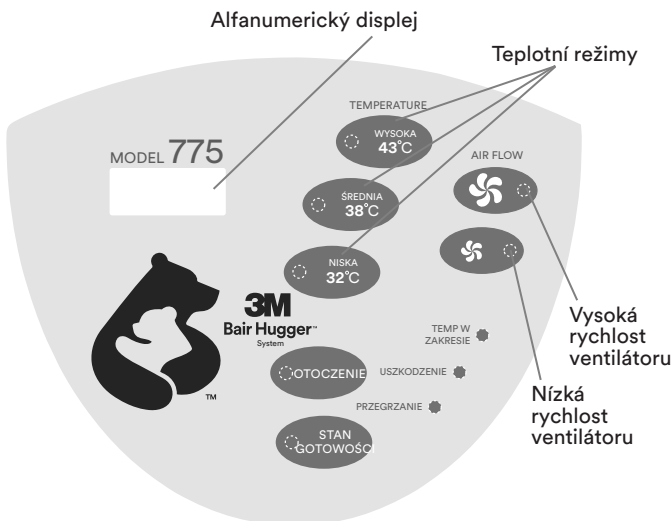 Alfanumerický displej
Teplotní režimy
TEMPERATURE
WYSOKA
43°C
MODEL 775
AIR FLOW
ŚREDNIA
38°C
NISKA
32°C
3M
Bair Hugger™
System
TEMP W
ZAKRESIE
Vysoká
rychlost
ventilátoru
OTOCZENIE
USZKODZENIE
Nízká
rychlost
ventilátoru
PRZEGRZANIE
™
STAN
GOTOWOŚCI